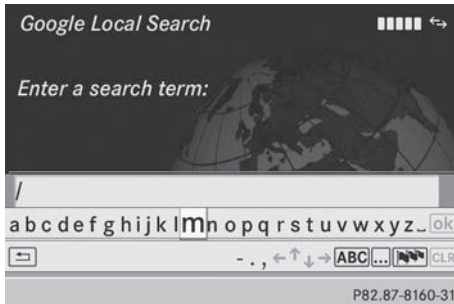 Google Local Search
Enter a search term:
/
a b c d e f g h i j k l m n o p q r s t u v w x y z _ ok
- . , ← ↑ ↓ → ABC ... CLR
P82.87-8160-31